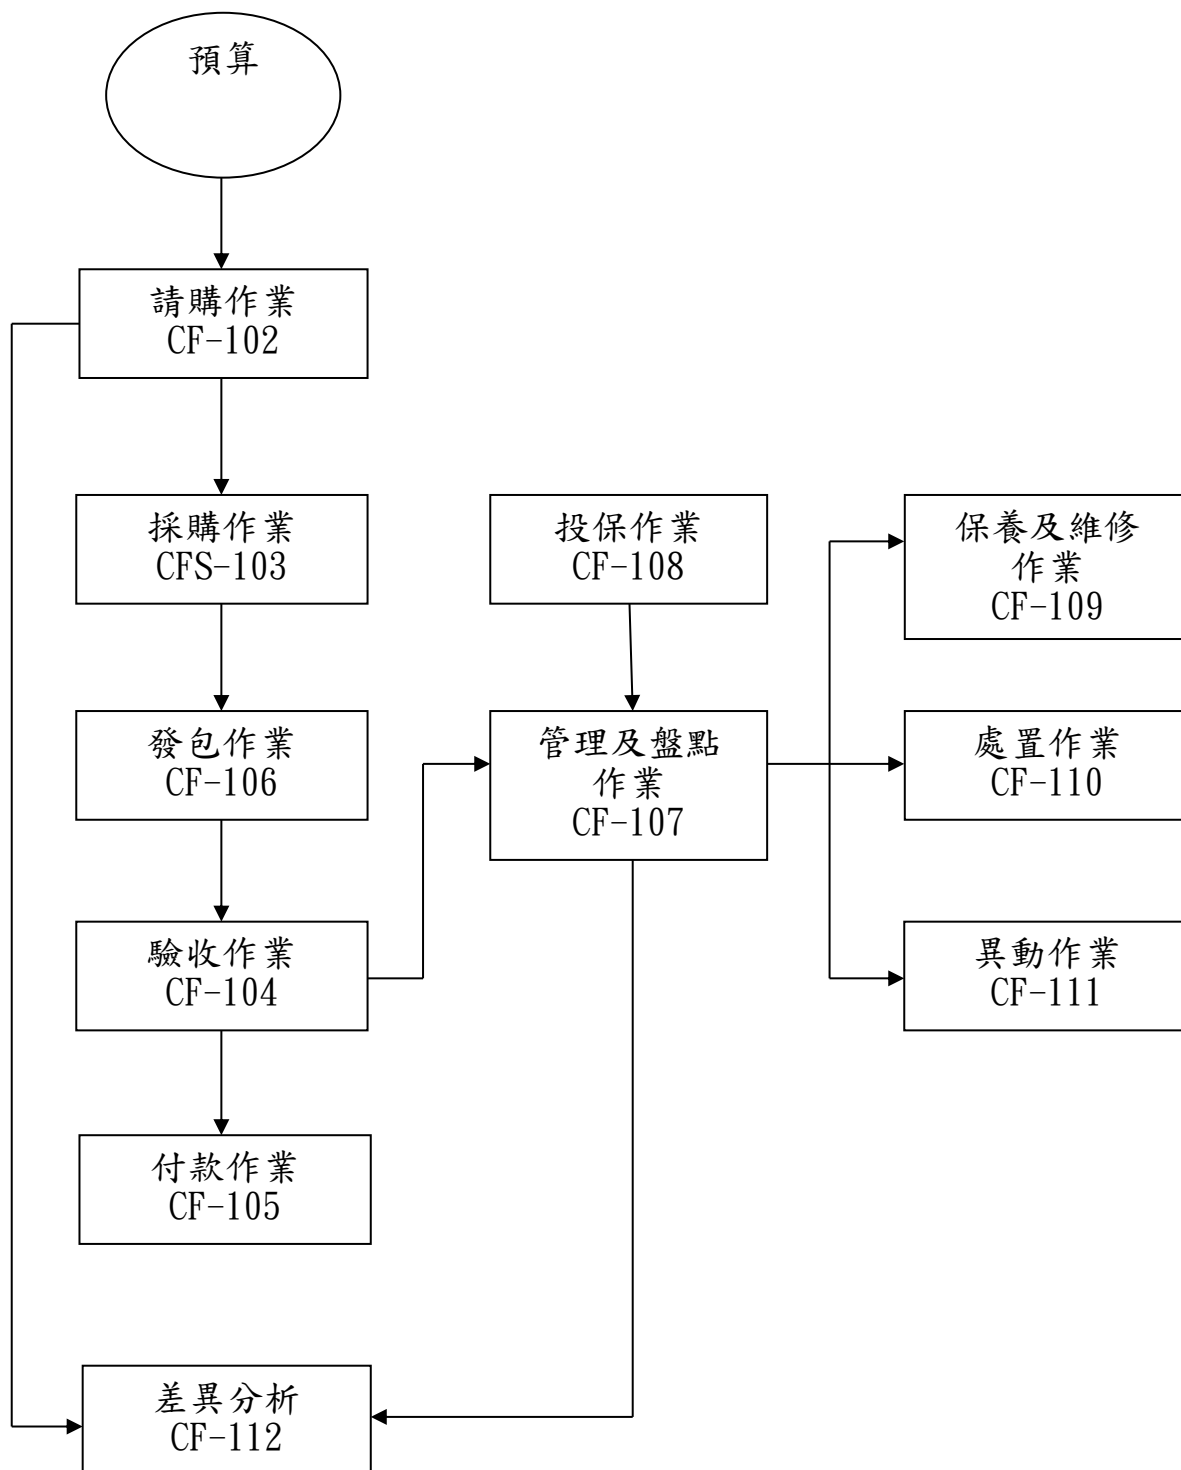 預算
請購作業
CF-102
採購作業
CFS-103
投保作業
CF-108
保養及維修
作業
CF-109
發包作業
CF-106
管理及盤點
作業
CF-107
處置作業
CF-110
驗收作業
CF-104
異動作業
CF-111
付款作業
CF-105
差異分析
CF-112